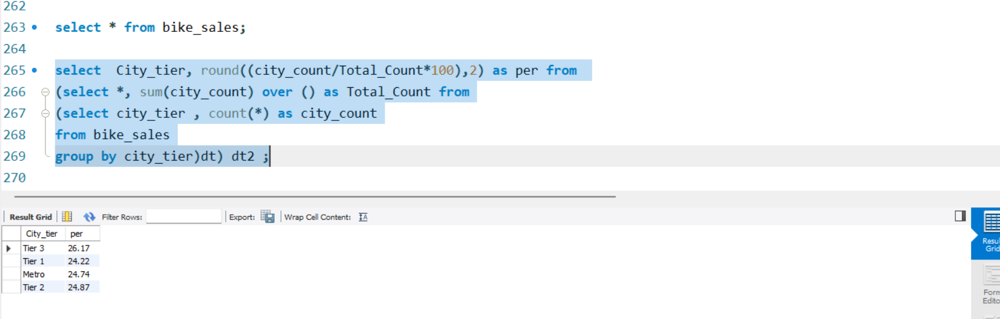 262
263 select * from bike_sales;
264
265 select  City_tier, round((city_count/Total_Count*100),2) as per from
266 (select *, sum(city_count) over () as Total_Count from
267 (select city_tier , count(*) as city_count
268 from bike_sales
269 group by city_tier)dt) dt2 ;
270
Result Grid Filter Rows: Export: Wrap Cell Content:
City_tier per
Tier 3 26.17
Tier 1 24.22
Metro 24.74
Tier 2 24.87
Resu
Grid
Form
Edito